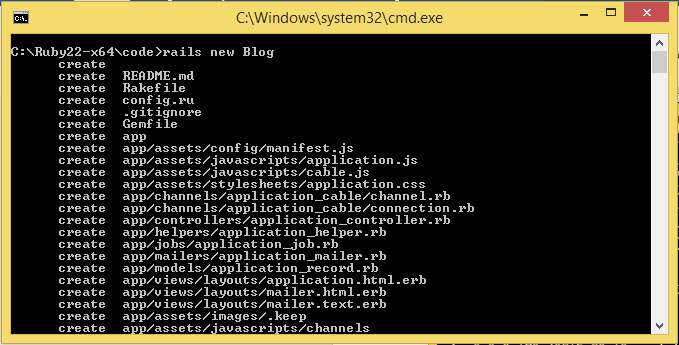 C:\Windows\system32\cmd.exe
C:\Ruby22-x64\code>rails new Blog
create
create README.md
create Rakefile
create config.ru
create .gitignore
create Gemfile
create app
create app/assets/config/manifest.js
create app/assets/javascripts/application.js
create app/assets/javascripts/cable.js
create app/assets/stylesheets/application.css
create app/channels/application_cable/channel.rb
create app/channels/application_cable/connection.rb
create app/controllers/application_controller.rb
create app/helpers/application_helper.rb
create app/jobs/application_job.rb
create app/mailers/application_mailer.rb
create app/models/application_record.rb
create app/views/layouts/application.html.erb
create app/views/layouts/mailer.html.erb
create app/views/layouts/mailer.text.erb
create app/assets/images/.keep
create app/assets/javascripts/channels